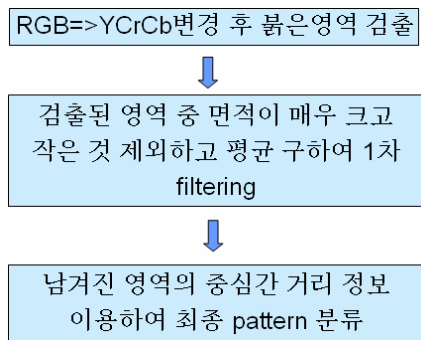 RGB=>YCrCb변경 후 붉은영역 검출
검출된 영역 중 면적이 매우 크고
작은 것 제외하고 평균 구하여 1차
filtering
남겨진 영역의 중심간 거리 정보
이용하여 최종 pattern 분류